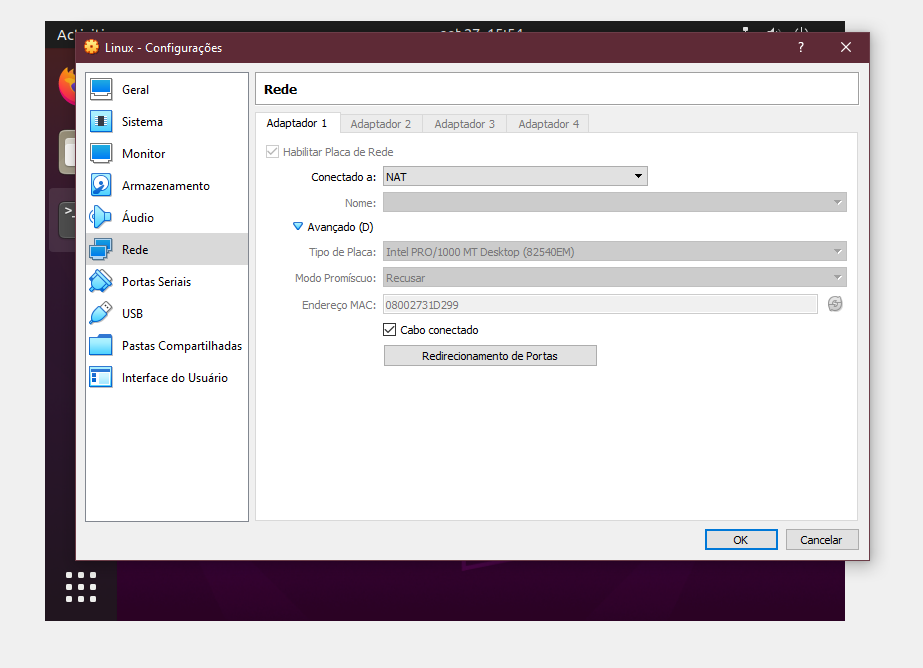 Linux - Configurações
?
Geral
Sistema
Monitor
Armazenamento
Áudio
Rede
Portas Seriais
USB
Pastas Compartilhadas
Interface do Usuário
Rede
Adaptador 1 Adaptador 2 Adaptador 3 Adaptador 4
Habilitar Placa de Rede
Conectado a: NAT
Nome:
Avançado (D)
Tipo de Placa: Intel PRO/1000 MT Desktop (82540EM)
Modo Promíscuo: Recusar
Endereço MAC: 08002731D299
Cabo conectado
Redirecionamento de Portas
OK Cancelar